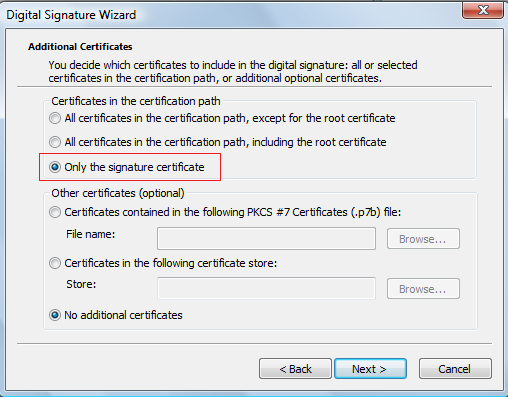 Digital Signature Wizard
Additional Certificates
You decide which certificates to include in the digital signature: all or selected
certificates in the certification path, or additional optional certificates.
Certificates in the certification path
All certificates in the certification path, except for the root certificate
All certificates in the certification path, including the root certificate
Only the signature certificate
Other certificates (optional)
Certificates contained in the following PKCS #7 Certificates (.p7b) file:
File name:
Browse...
Certificates in the following certificate store:
Store:
Browse...
No additional certificates
< Back Next > Cancel